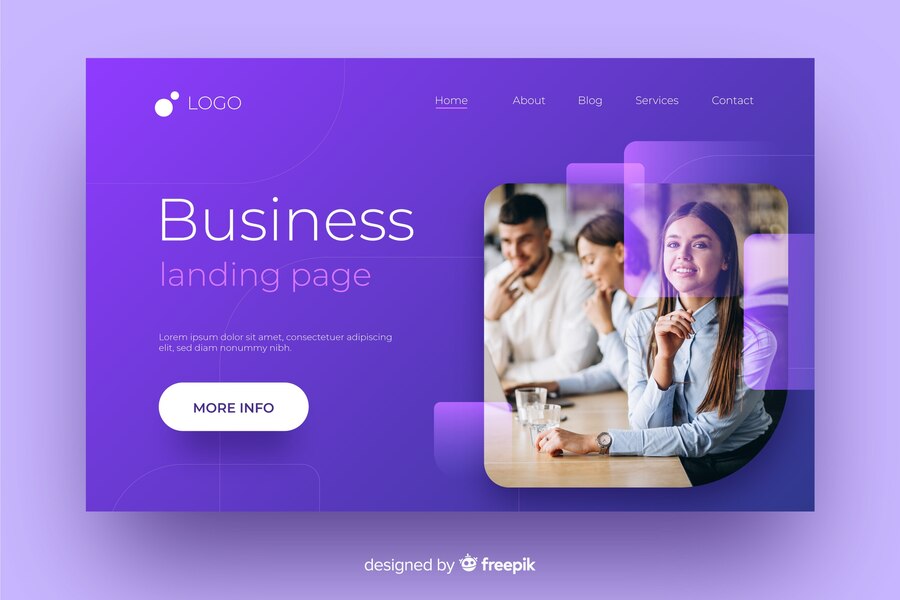 LOGO
Home About Blog Services Contact
Business
landing page
Lorem ipsum dolor sit amet, consectetuer adipiscing
elit, sed diam nonummy nibh.
MORE INFO
designed by freepik